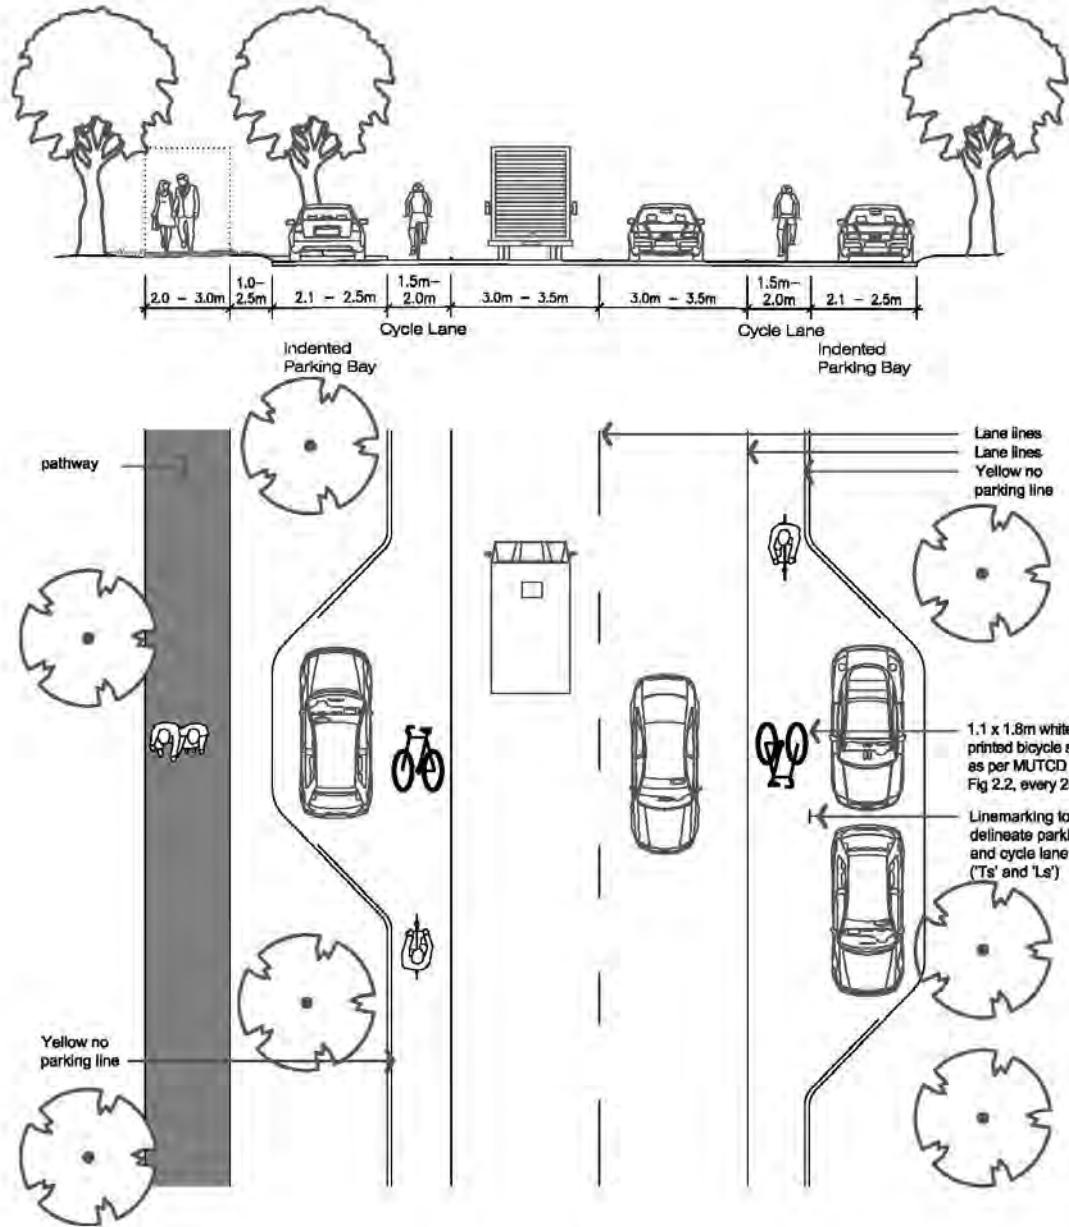 1.0–
2.0 – 3.0m
2.5m
2.1 – 2.5m
1.5m–
2.0m
3.0m – 3.5m
3.0m – 3.5m
1.5m–
2.0m
2.1 – 2.5m
Cycle Lane
Cycle Lane
Indented
Parking Bay
Indented
Parking Bay
pathway
Lane lines
Lane lines
Yellow no
parking line
1.1 x 1.8m white
printed bicycle s
as per MUTCD
Fig 2.2, every 2
Linemarking to
delineate parki
and cycle lane
('Ts' and 'Ls')
Yellow no
parking line